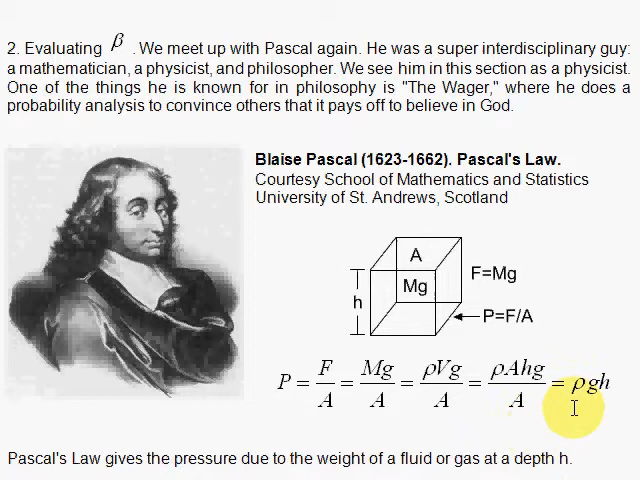 2. Evaluating β . We meet up with Pascal again. He was a super interdisciplinary guy:
a mathematician, a physicist, and philosopher. We see him in this section as a physicist.
One of the things he is known for in philosophy is "The Wager," where he does a
probability analysis to convince others that it pays off to believe in God.
Blaise Pascal (1623-1662). Pascal's Law.
Courtesy School of Mathematics and Statistics
University of St. Andrews, Scotland
A
F=Mg
Mg
h
P=F/A
P = F/A = Mg/A = ρVg/A = ρAhg/A = ρgh
Pascal's Law gives the pressure due to the weight of a fluid or gas at a depth h.